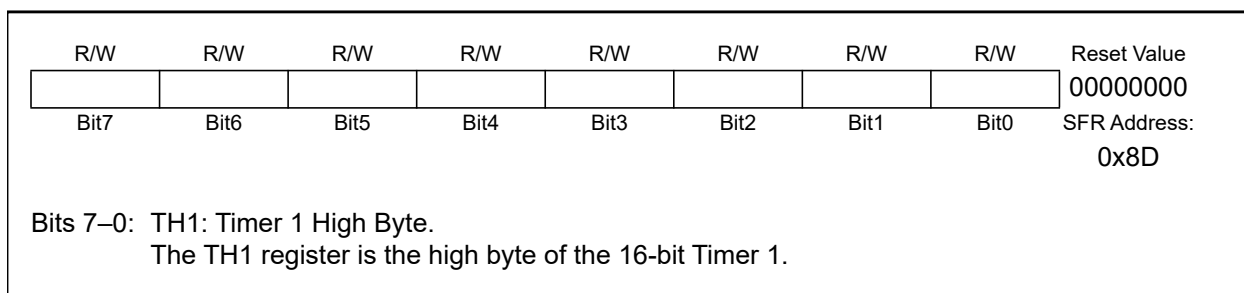 R/W R/W R/W R/W R/W R/W R/W R/W Reset Value
00000000
Bit7 Bit6 Bit5 Bit4 Bit3 Bit2 Bit1 Bit0 SFR Address:
0x8D
Bits 7–0: TH1: Timer 1 High Byte.
The TH1 register is the high byte of the 16-bit Timer 1.